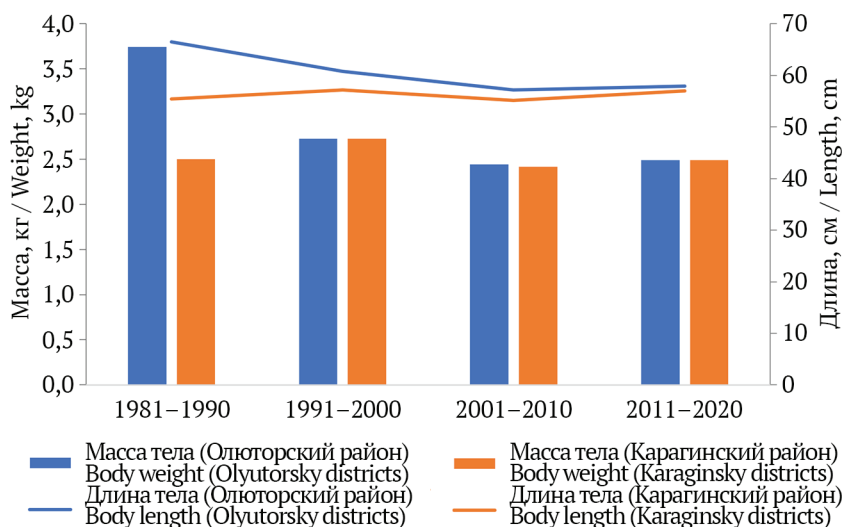 Масса, кг / Weight, kg
4,0
3,5
3,0
2,5
2,0
1,5
1,0
0,5
0,0
70
60
50
40
30
20
10
0
Длина, см / Length, cm
1981–1990 1991–2000 2001–2010 2011–2020
Масса тела (Олюторский район)
Body weight (Olyutorsky districts)
Длина тела (Олюторский район)
Body length (Olyutorsky districts)
Масса тела (Карагинский район)
Body weight (Karaginsky districts)
Длина тела (Карагинский район)
Body length (Karaginsky districts)